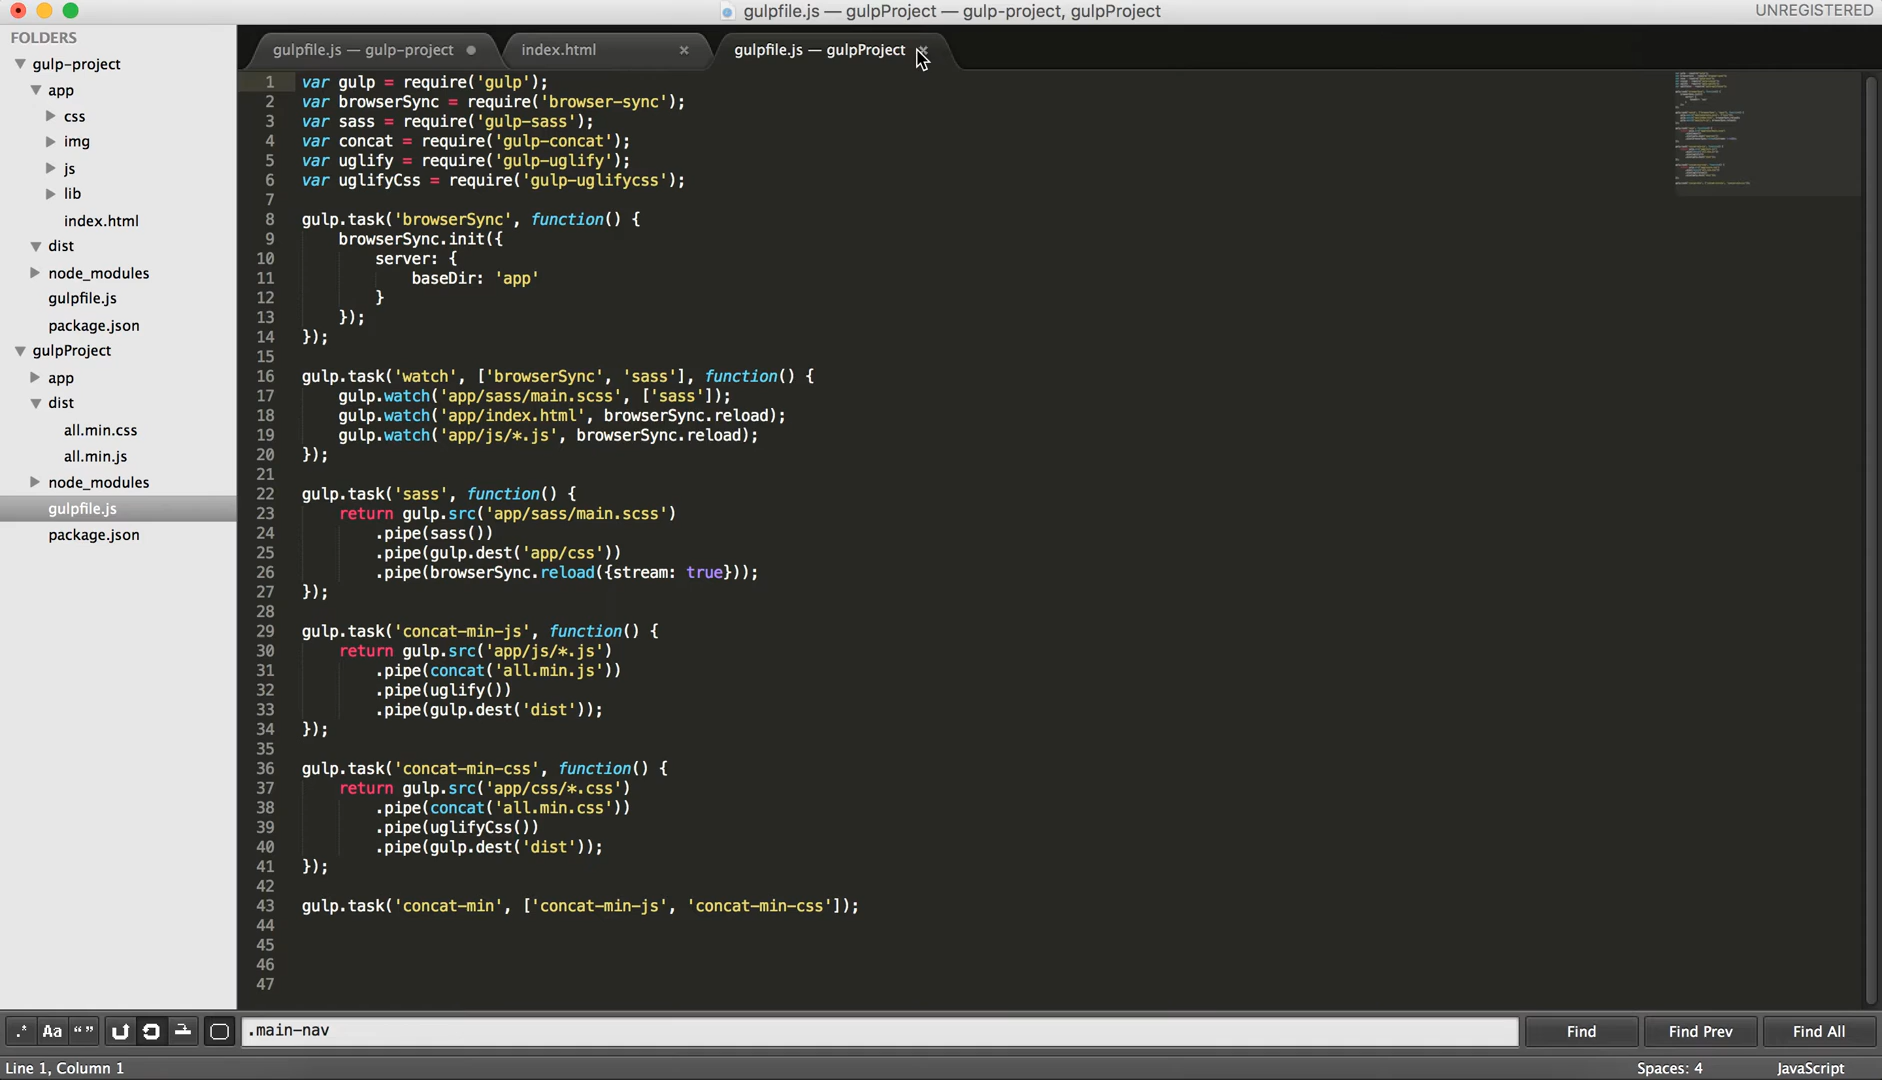 gulpfile.js — gulpProject — gulp-project, gulpProject
UNREGISTERED
FOLDERS
gulp-project
app
css
img
js
lib
index.html
dist
node_modules
gulpfile.js
package.json
gulpProject
app
dist
all.min.css
all.min.js
node_modules
gulpfile.js
package.json
gulpfile.js — gulp-project
index.html
gulpfile.js — gulpProject
1 var gulp = require('gulp');
2 var browserSync = require('browser-sync');
3 var sass = require('gulp-sass');
4 var concat = require('gulp-concat');
5 var uglify = require('gulp-uglify');
6 var uglifyCss = require('gulp-uglifycss');
7
8 gulp.task('browserSync', function() {
9 browserSync.init({
10 server: {
11 baseDir: 'app'
12 }
13 });
14 });
15
16 gulp.task('watch', ['browserSync', 'sass'], function() {
17 gulp.watch('app/sass/main.scss', ['sass']);
18 gulp.watch('app/index.html', browserSync.reload);
19 gulp.watch('app/js/*.js', browserSync.reload);
20 });
21
22 gulp.task('sass', function() {
23 return gulp.src('app/sass/main.scss')
24 .pipe(sass())
25 .pipe(gulp.dest('app/css'))
26 .pipe(browserSync.reload({stream: true}));
27 });
28
29 gulp.task('concat-min-js', function() {
30 return gulp.src('app/js/*.js')
31 .pipe(concat('all.min.js'))
32 .pipe(uglify())
33 .pipe(gulp.dest('dist'));
34 });
35
36 gulp.task('concat-min-css', function() {
37 return gulp.src('app/css/*.css')
38 .pipe(concat('all.min.css'))
39 .pipe(uglifyCss())
40 .pipe(gulp.dest('dist'));
41 });
42
43 gulp.task('concat-min', ['concat-min-js', 'concat-min-css']);
44
45
46
47
.* Aa “ ” .main-nav Find Find Prev Find All
Line 1, Column 1 Spaces: 4 JavaScript